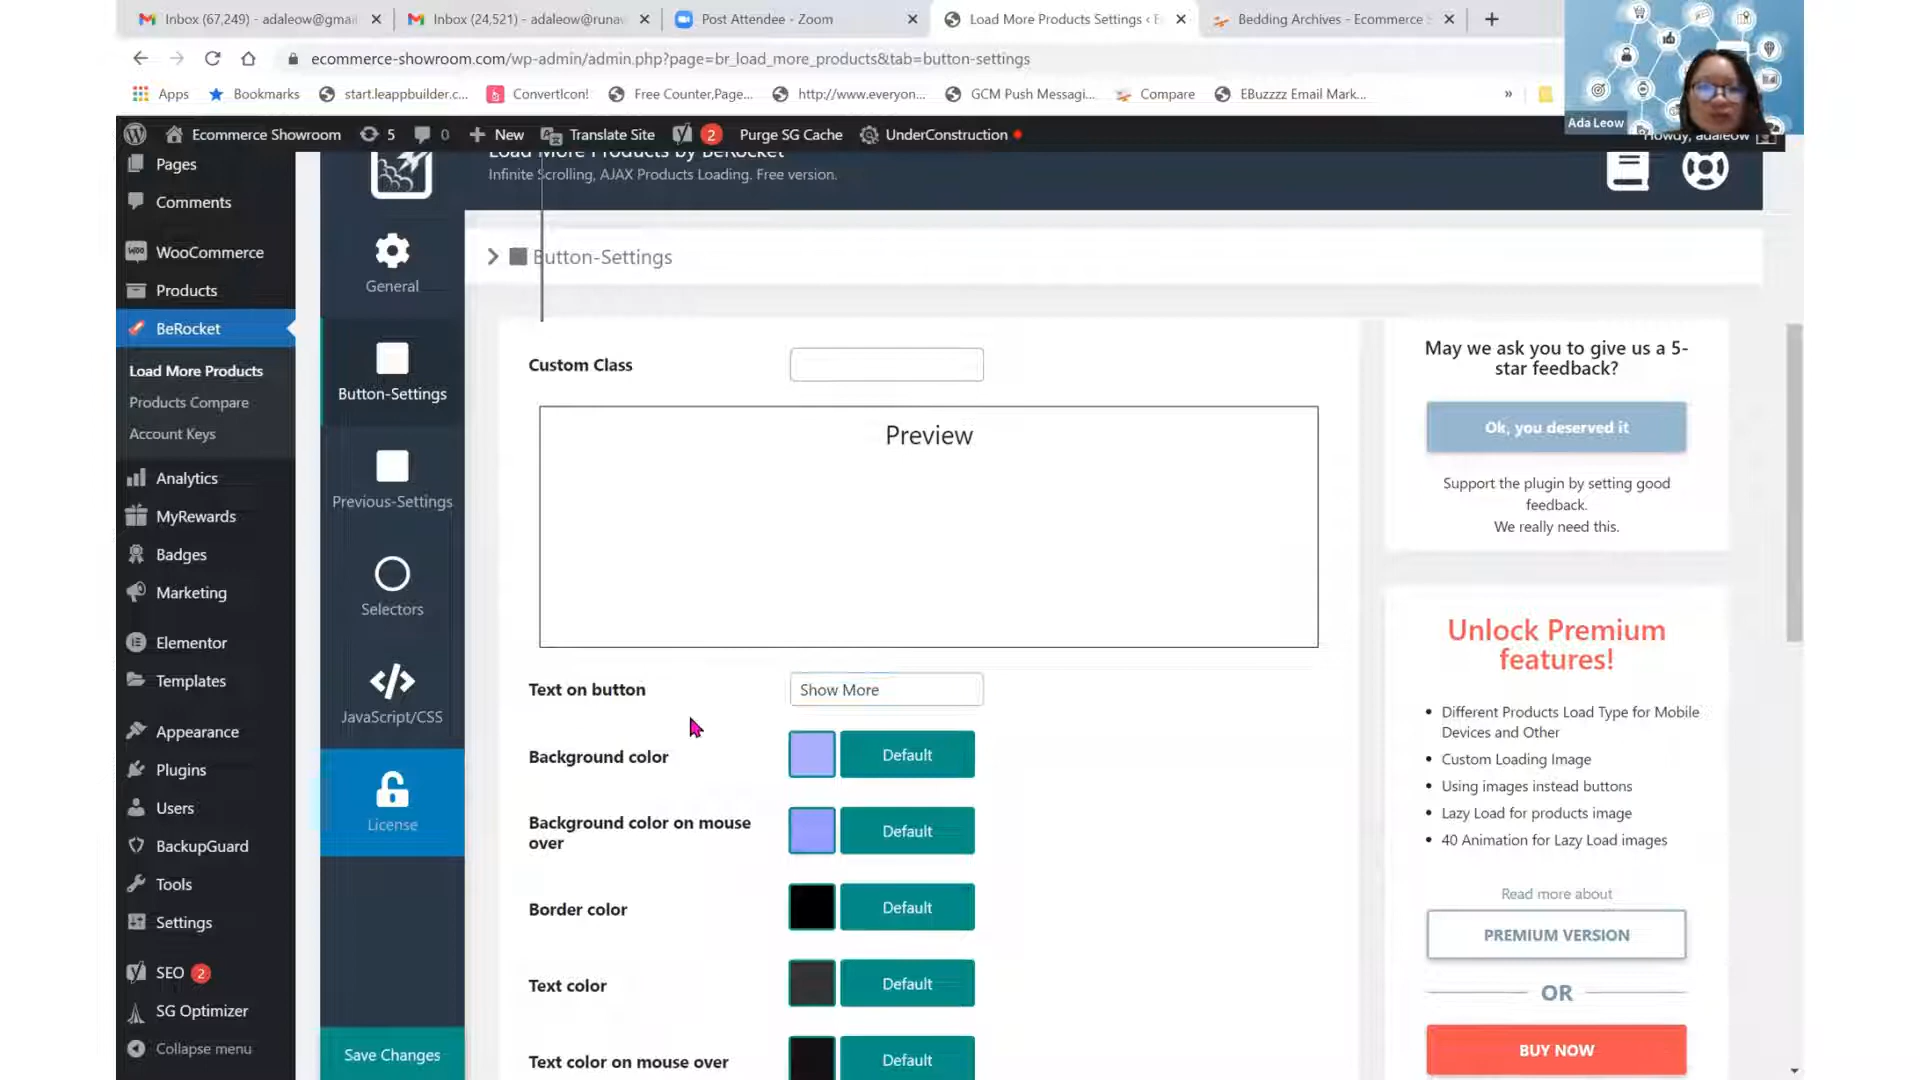 Inbox (67,249) - adaleow@gmai
Inbox (24,521) - adaleow@runa
Post Attendee - Zoom
Load More Products Settings ‹ E
Bedding Archives - Ecommerce S
ecommerce-showroom.com/wp-admin/admin.php?page=br_load_more_products&tab=button-settings
Apps
Bookmarks
start.leappbuilder.c...
ConvertIcon!
Free Counter,Page...
http://www.everyon...
GCM Push Messagi...
Compare
EBuzzzz Email Mark...
»
Ada Leow
Ecommerce Showroom
5
0
New
Translate Site
2
Purge SG Cache
UnderConstruction
Howdy, adaleow
Pages
Comments
WooCommerce
Products
BeRocket
Load More Products
Products Compare
Account Keys
Analytics
MyRewards
Badges
Marketing
Elementor
Templates
Appearance
Plugins
Users
BackupGuard
Tools
Settings
SEO 2
SG Optimizer
Collapse menu
General
Button-Settings
Previous-Settings
Selectors
JavaScript/CSS
License
Save Changes
Load More Products by BeRocket
Infinite Scrolling, AJAX Products Loading. Free version.
Button-Settings
Custom Class
Preview
Text on button
Show More
Background color
Default
Background color on mouse
over
Default
Border color
Default
Text color
Default
Text color on mouse over
Default
May we ask you to give us a 5-
star feedback?
Ok, you deserved it
Support the plugin by setting good
feedback.
We really need this.
Unlock Premium
features!
Different Products Load Type for Mobile
Devices and Other
Custom Loading Image
Using images instead buttons
Lazy Load for products image
40 Animation for Lazy Load images
Read more about
PREMIUM VERSION
OR
BUY NOW